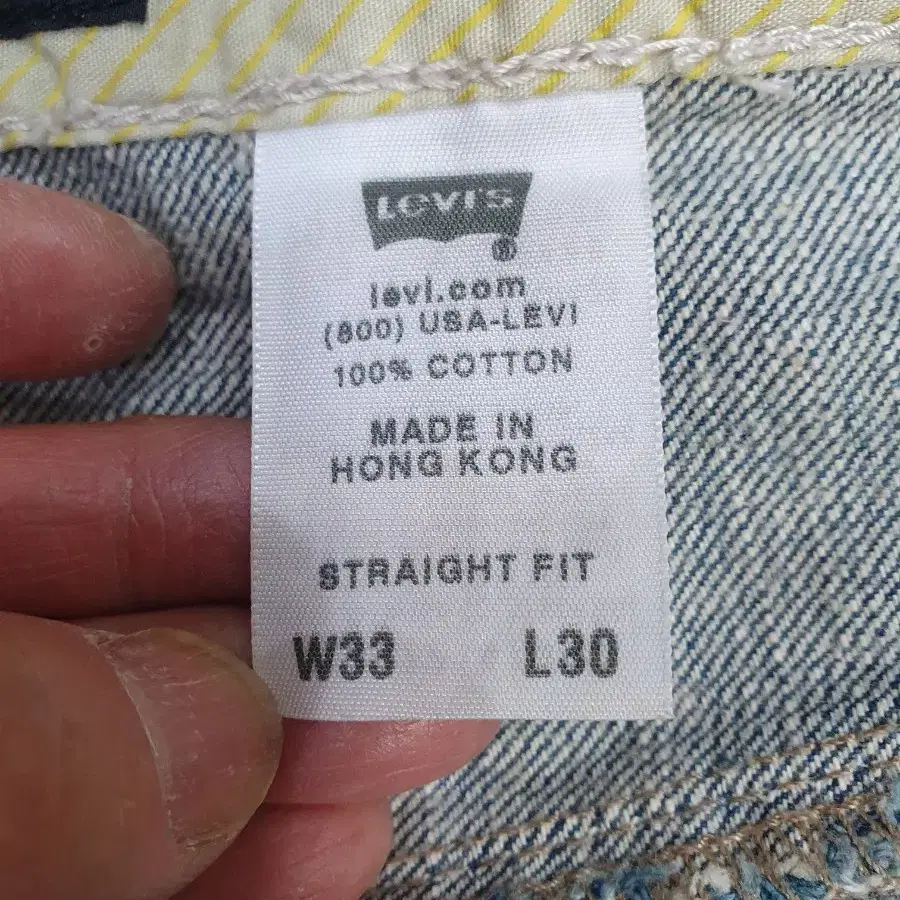 LEVI'S
levi.com
(800) USA-LEVI
100% COTTON
MADE IN
HONG KONG
STRAIGHT FIT
W33 L30